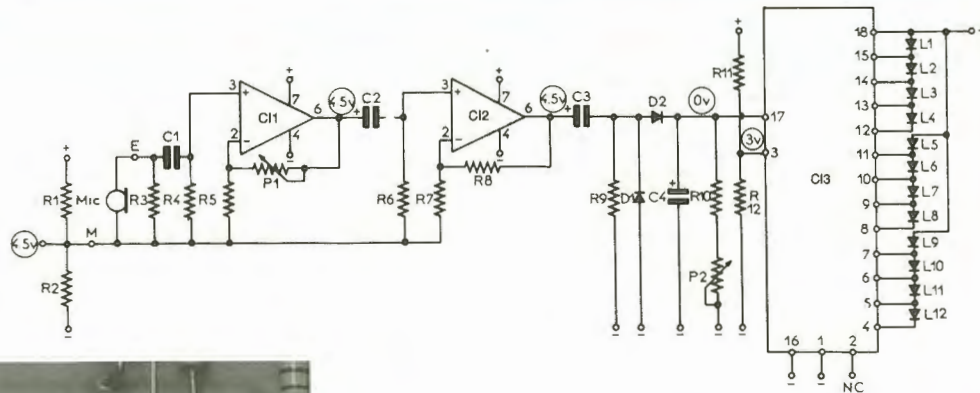 +
R1
4.5v
R2
–
M
Mic
E
R3
R4
C1
R5
3
+
2
–
CI1
+
7
4
–
6
P1
4.5v
+
C2
R6
R7
3
+
2
–
CI2
+
7
4
–
6
R8
4.5v
+
C3
R9
–
D1
–
D2
C4
+
–
0v
R10
P2
–
+
R11
3v
R
12
–
17
3
CI3
18
15
14
13
12
11
10
9
8
7
6
5
4
L1
L2
L3
L4
L5
L6
L7
L8
L9
L10
L11
L12
16
1
2
–
–
NC